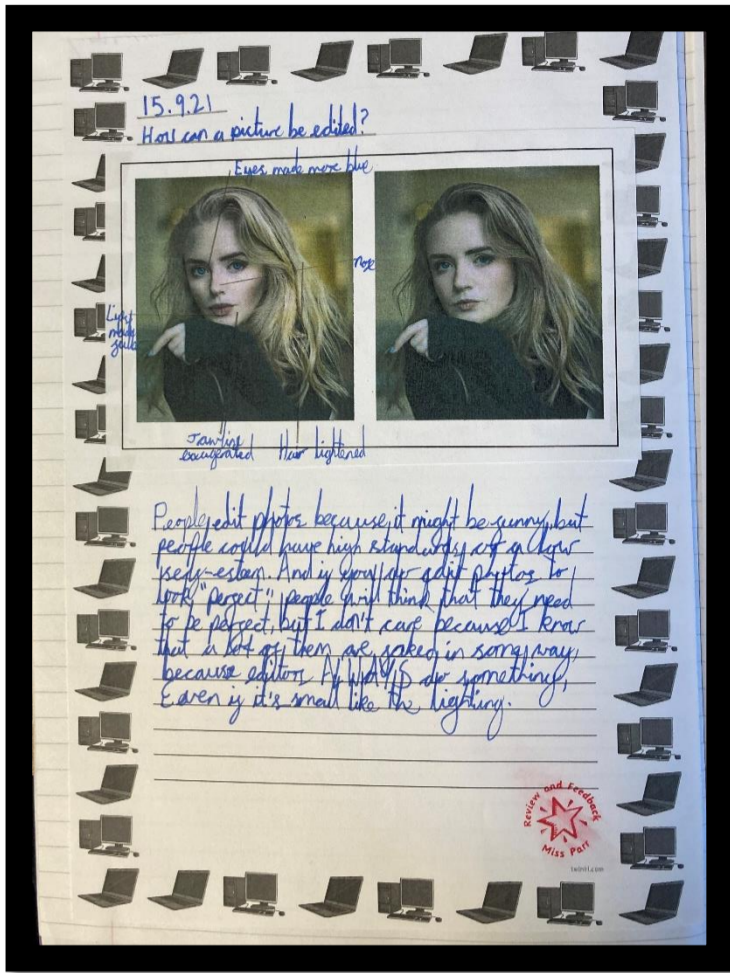 15.9.21
How can a picture be edited?
Eyes made more blue
nose
Lips made
Jawline exaggerated
Hair lightened
People edit photos because it might be funny, but
people could have high standards, or a low
self-esteem. And if you edit photos to
look "perfect", people will think that they need
to be perfect, but I don't care because I know
that a lot of them are faked in some way,
because editors ALWAYS do something,
Even if it's small like the lighting.
Review and Feedback
Miss Parr